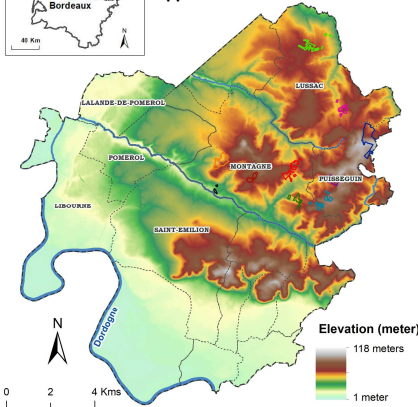 Bordeaux
40 Km
N
LUSSAC
LALANDE-DE-POMEROL
POMEROL
MONTAGNE
PUISSEGUIN
LIBOURNE
SAINT-EMILION
Dordogne
N
Elevation (meter)
118 meters
1 meter
0 2 4 Kms